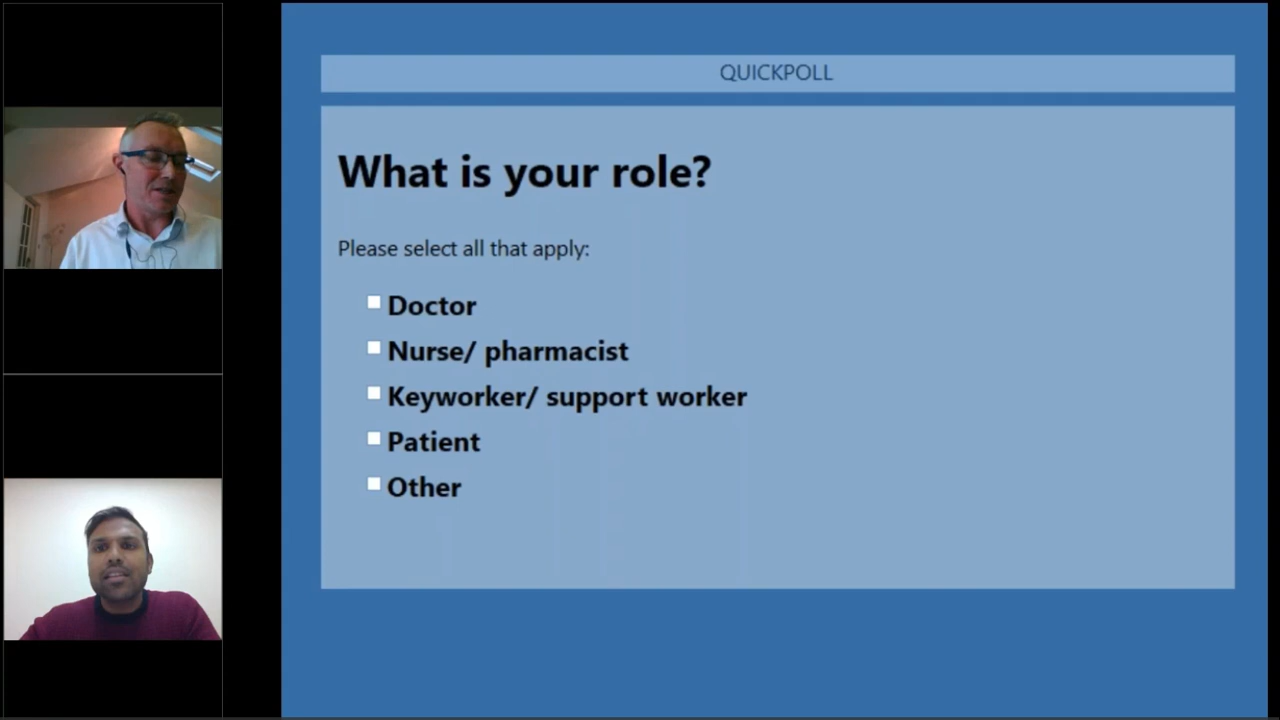 QUICKPOLL
What is your role?
Please select all that apply:
Doctor
Nurse/ pharmacist
Keyworker/ support worker
Patient
Other